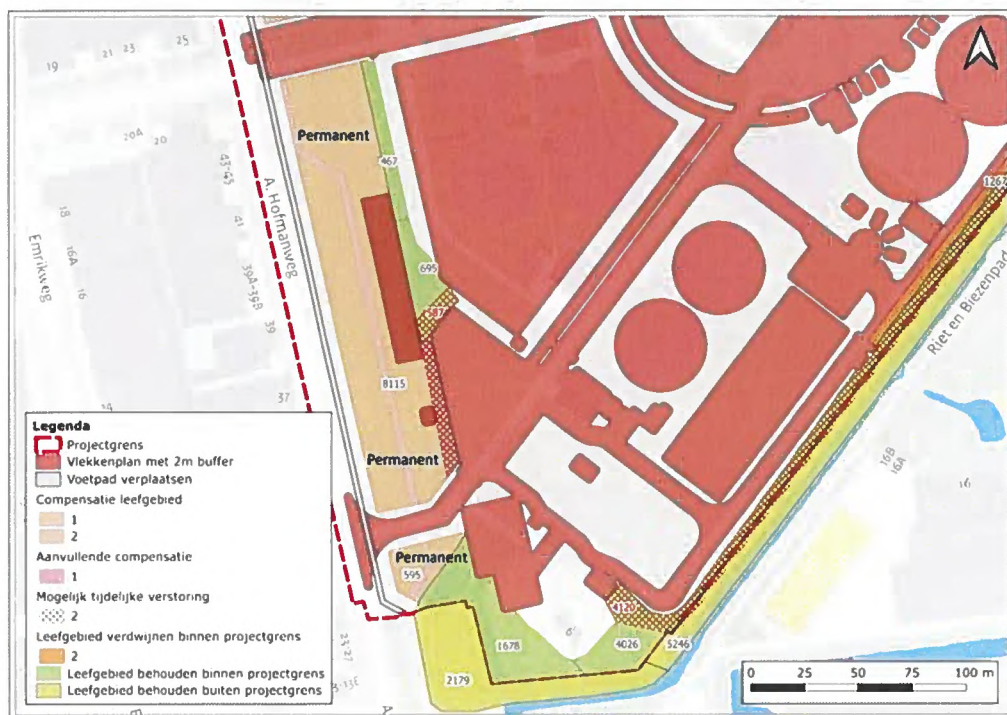 19
21
23
25
20A
20
43-45
41
39A-39B
39
37
18
16A
16
Emrikweg
A. Hofmanweg
Permanent
467
695
8115
Permanent
Permanent
595
1678
2179
4120
4026
5246
1267
Riet en Biezenpad
16B
16A
16
23-27
Legenda
Projectgrens
Vlekkenplan met 2m buffer
Voetpad verplaatsen
Compensatie leefgebied
1
2
Aanvullende compensatie
1
Mogelijk tijdelijke verstoring
2
Leefgebied verdwijnen binnen projectgrens
2
Leefgebied behouden binnen projectgrens
Leefgebied behouden buiten projectgrens
0 25 50 75 100 m